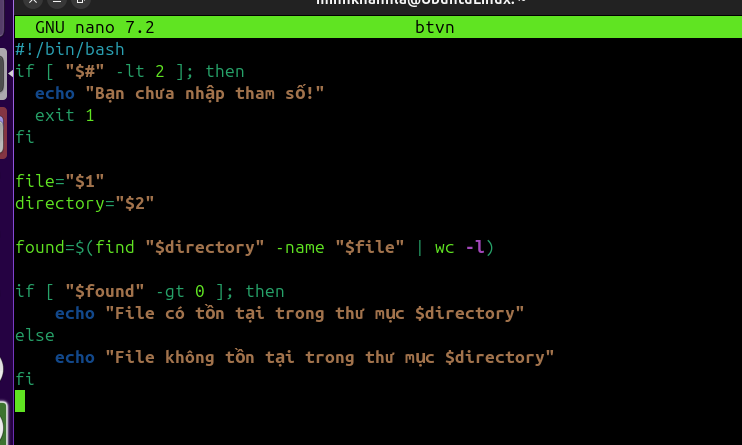 GNU nano 7.2 btvn
#!/bin/bash
if [ "$#" -lt 2 ]; then
  echo "Bạn chưa nhập tham số!"
  exit 1
fi

file="$1"
directory="$2"

found=$(find "$directory" -name "$file" | wc -l)

if [ "$found" -gt 0 ]; then
    echo "File có tồn tại trong thư mục $directory"
else
    echo "File không tồn tại trong thư mục $directory"
fi